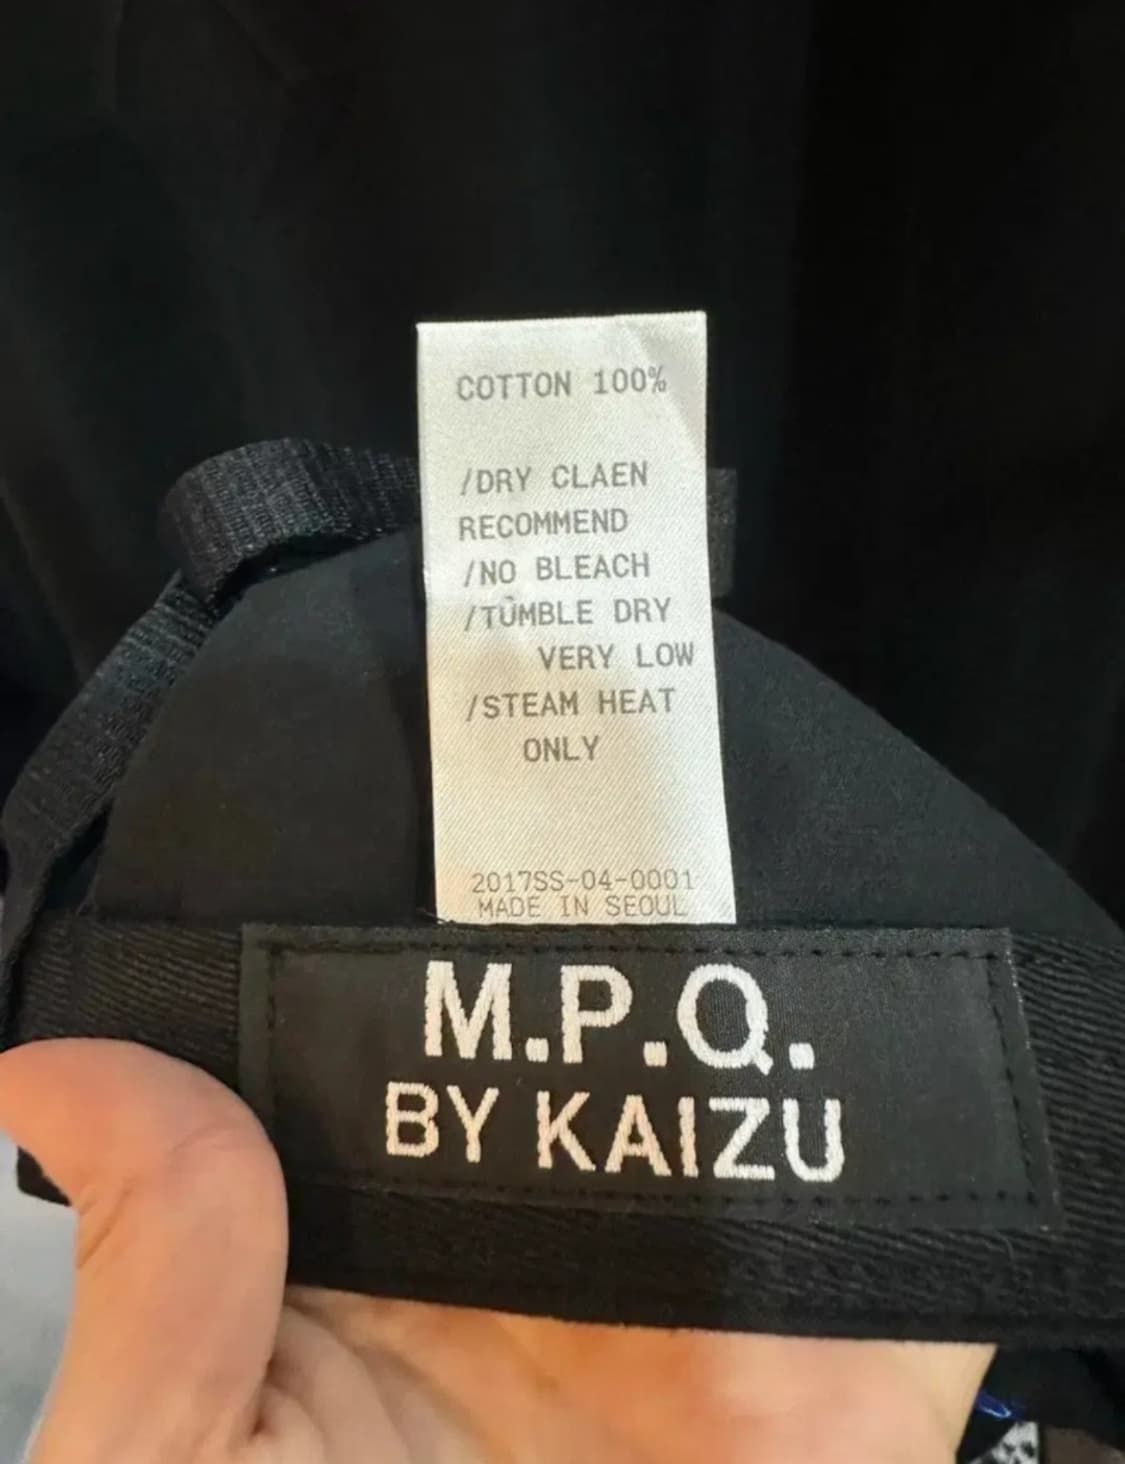 COTTON 100%
/DRY CLAEN
RECOMMEND
/NO BLEACH
/TUMBLE DRY
VERY LOW
/STEAM HEAT
ONLY
2017SS-04-0001
MADE IN SEOUL
M.P.Q.
BY KAIZU